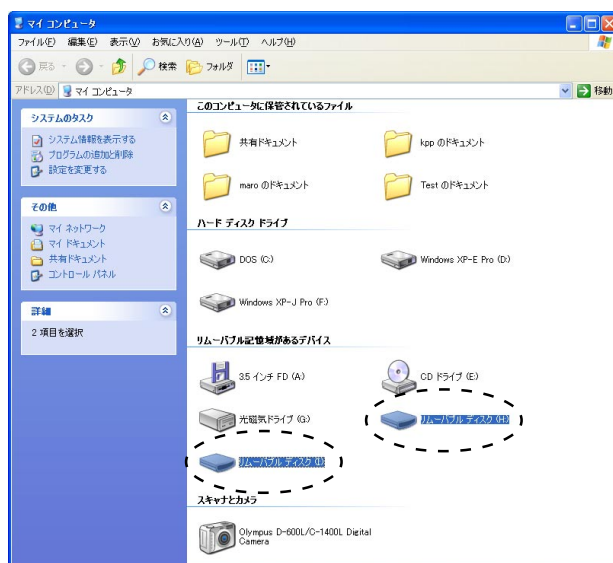 マイ コンピュータ
ファイル(F) 編集(E) 表示(V) お気に入り(A) ツール(T) ヘルプ(H)
戻る 検索 フォルダ
アドレス(D) マイ コンピュータ 移動
システムのタスク
システム情報を表示する
プログラムの追加と削除
設定を変更する
その他
マイ ネットワーク
マイ ドキュメント
共有ドキュメント
コントロール パネル
詳細
2 項目を選択
このコンピュータに保管されているファイル
共有ドキュメント kpp のドキュメント
maro のドキュメント Test のドキュメント
ハード ディスク ドライブ
DOS (C:) Windows XP-E Pro (D:)
Windows XP-J Pro (F:)
リムーバブル記憶域があるデバイス
3.5 インチ FD (A:) CD ドライブ (E:)
光磁気ドライブ (G:) リムーバブル ディスク (H:)
リムーバブル ディスク (I:)
スキャナとカメラ
Olympus D-600L/C-1400L Digital
Camera